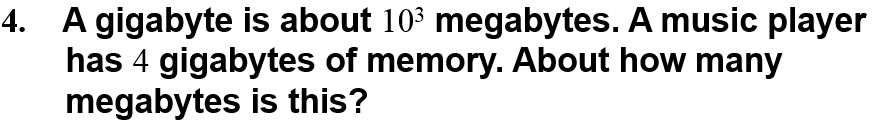 4. A gigabyte is about 10³ megabytes. A music player
has 4 gigabytes of memory. About how many
megabytes is this?